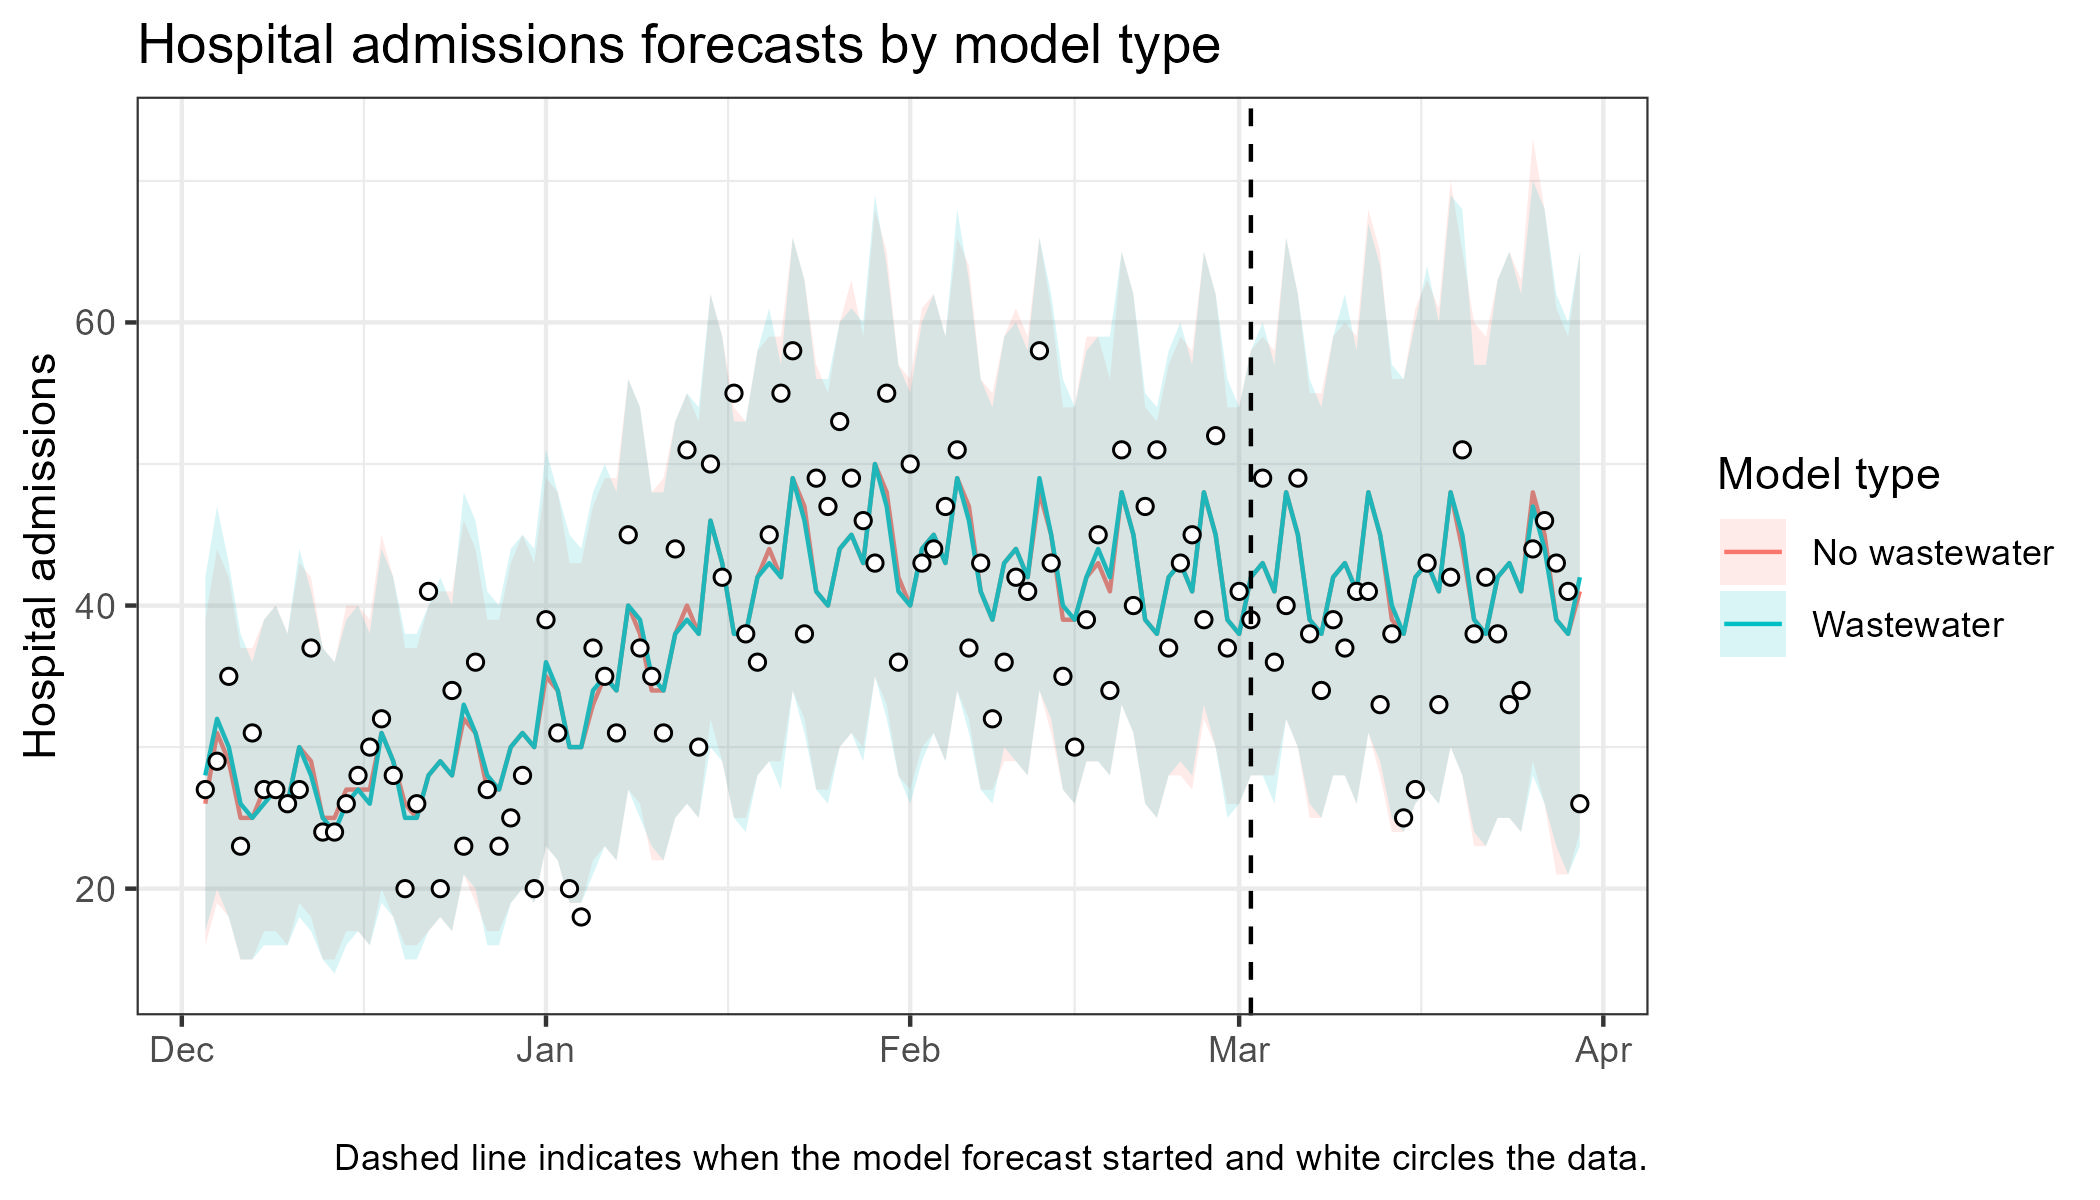 Hospital admissions forecasts by model type
Hospital admissions
60
40
20
Dec
Jan
Feb
Mar
Apr
Model type
No wastewater
Wastewater
Dashed line indicates when the model forecast started and white circles the data.